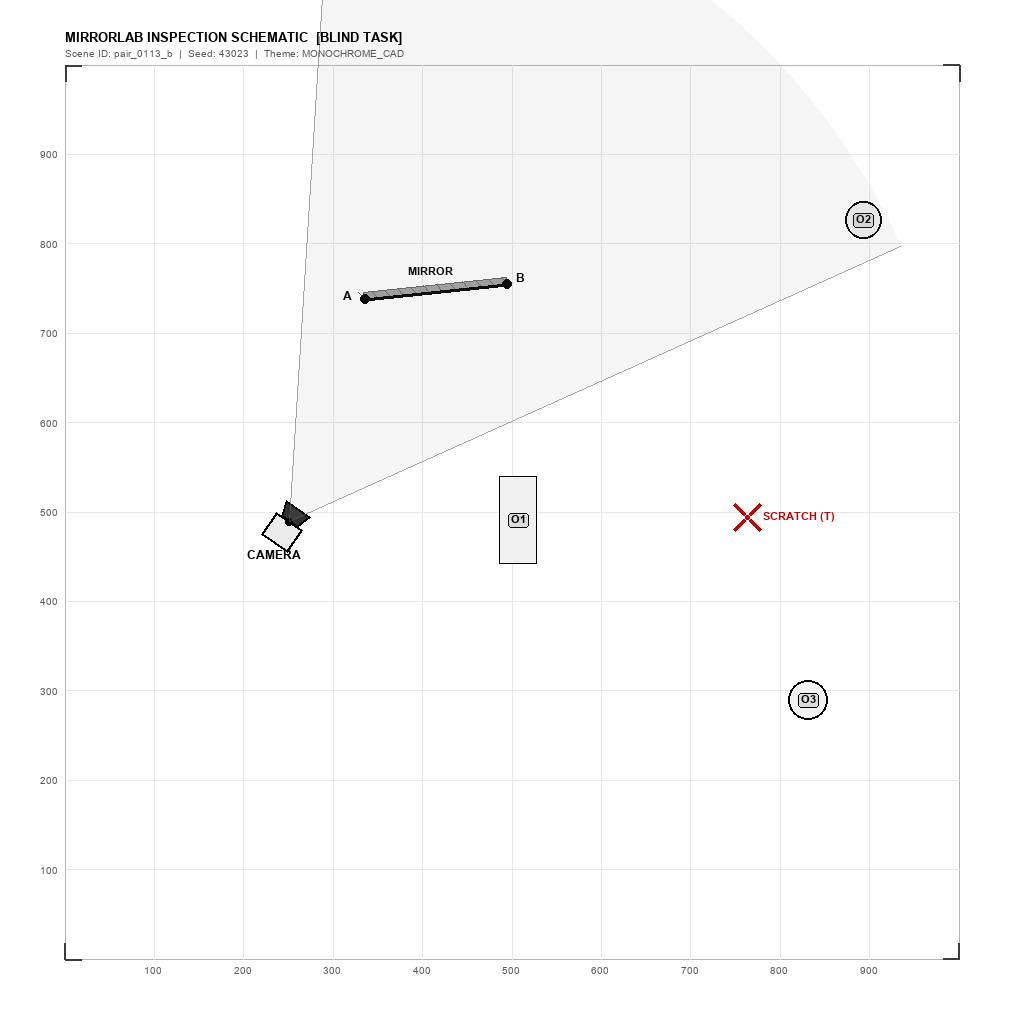 MIRRORLAB INSPECTION SCHEMATIC [BLIND TASK]
Scene ID: pair_0113_b | Seed: 43023 | Theme: MONOCHROME_CAD
900
800
700
600
500
400
300
200
100
O2
MIRROR
A
B
O1
SCRATCH (T)
CAMERA
O3
100
200
300
400
500
600
700
800
900